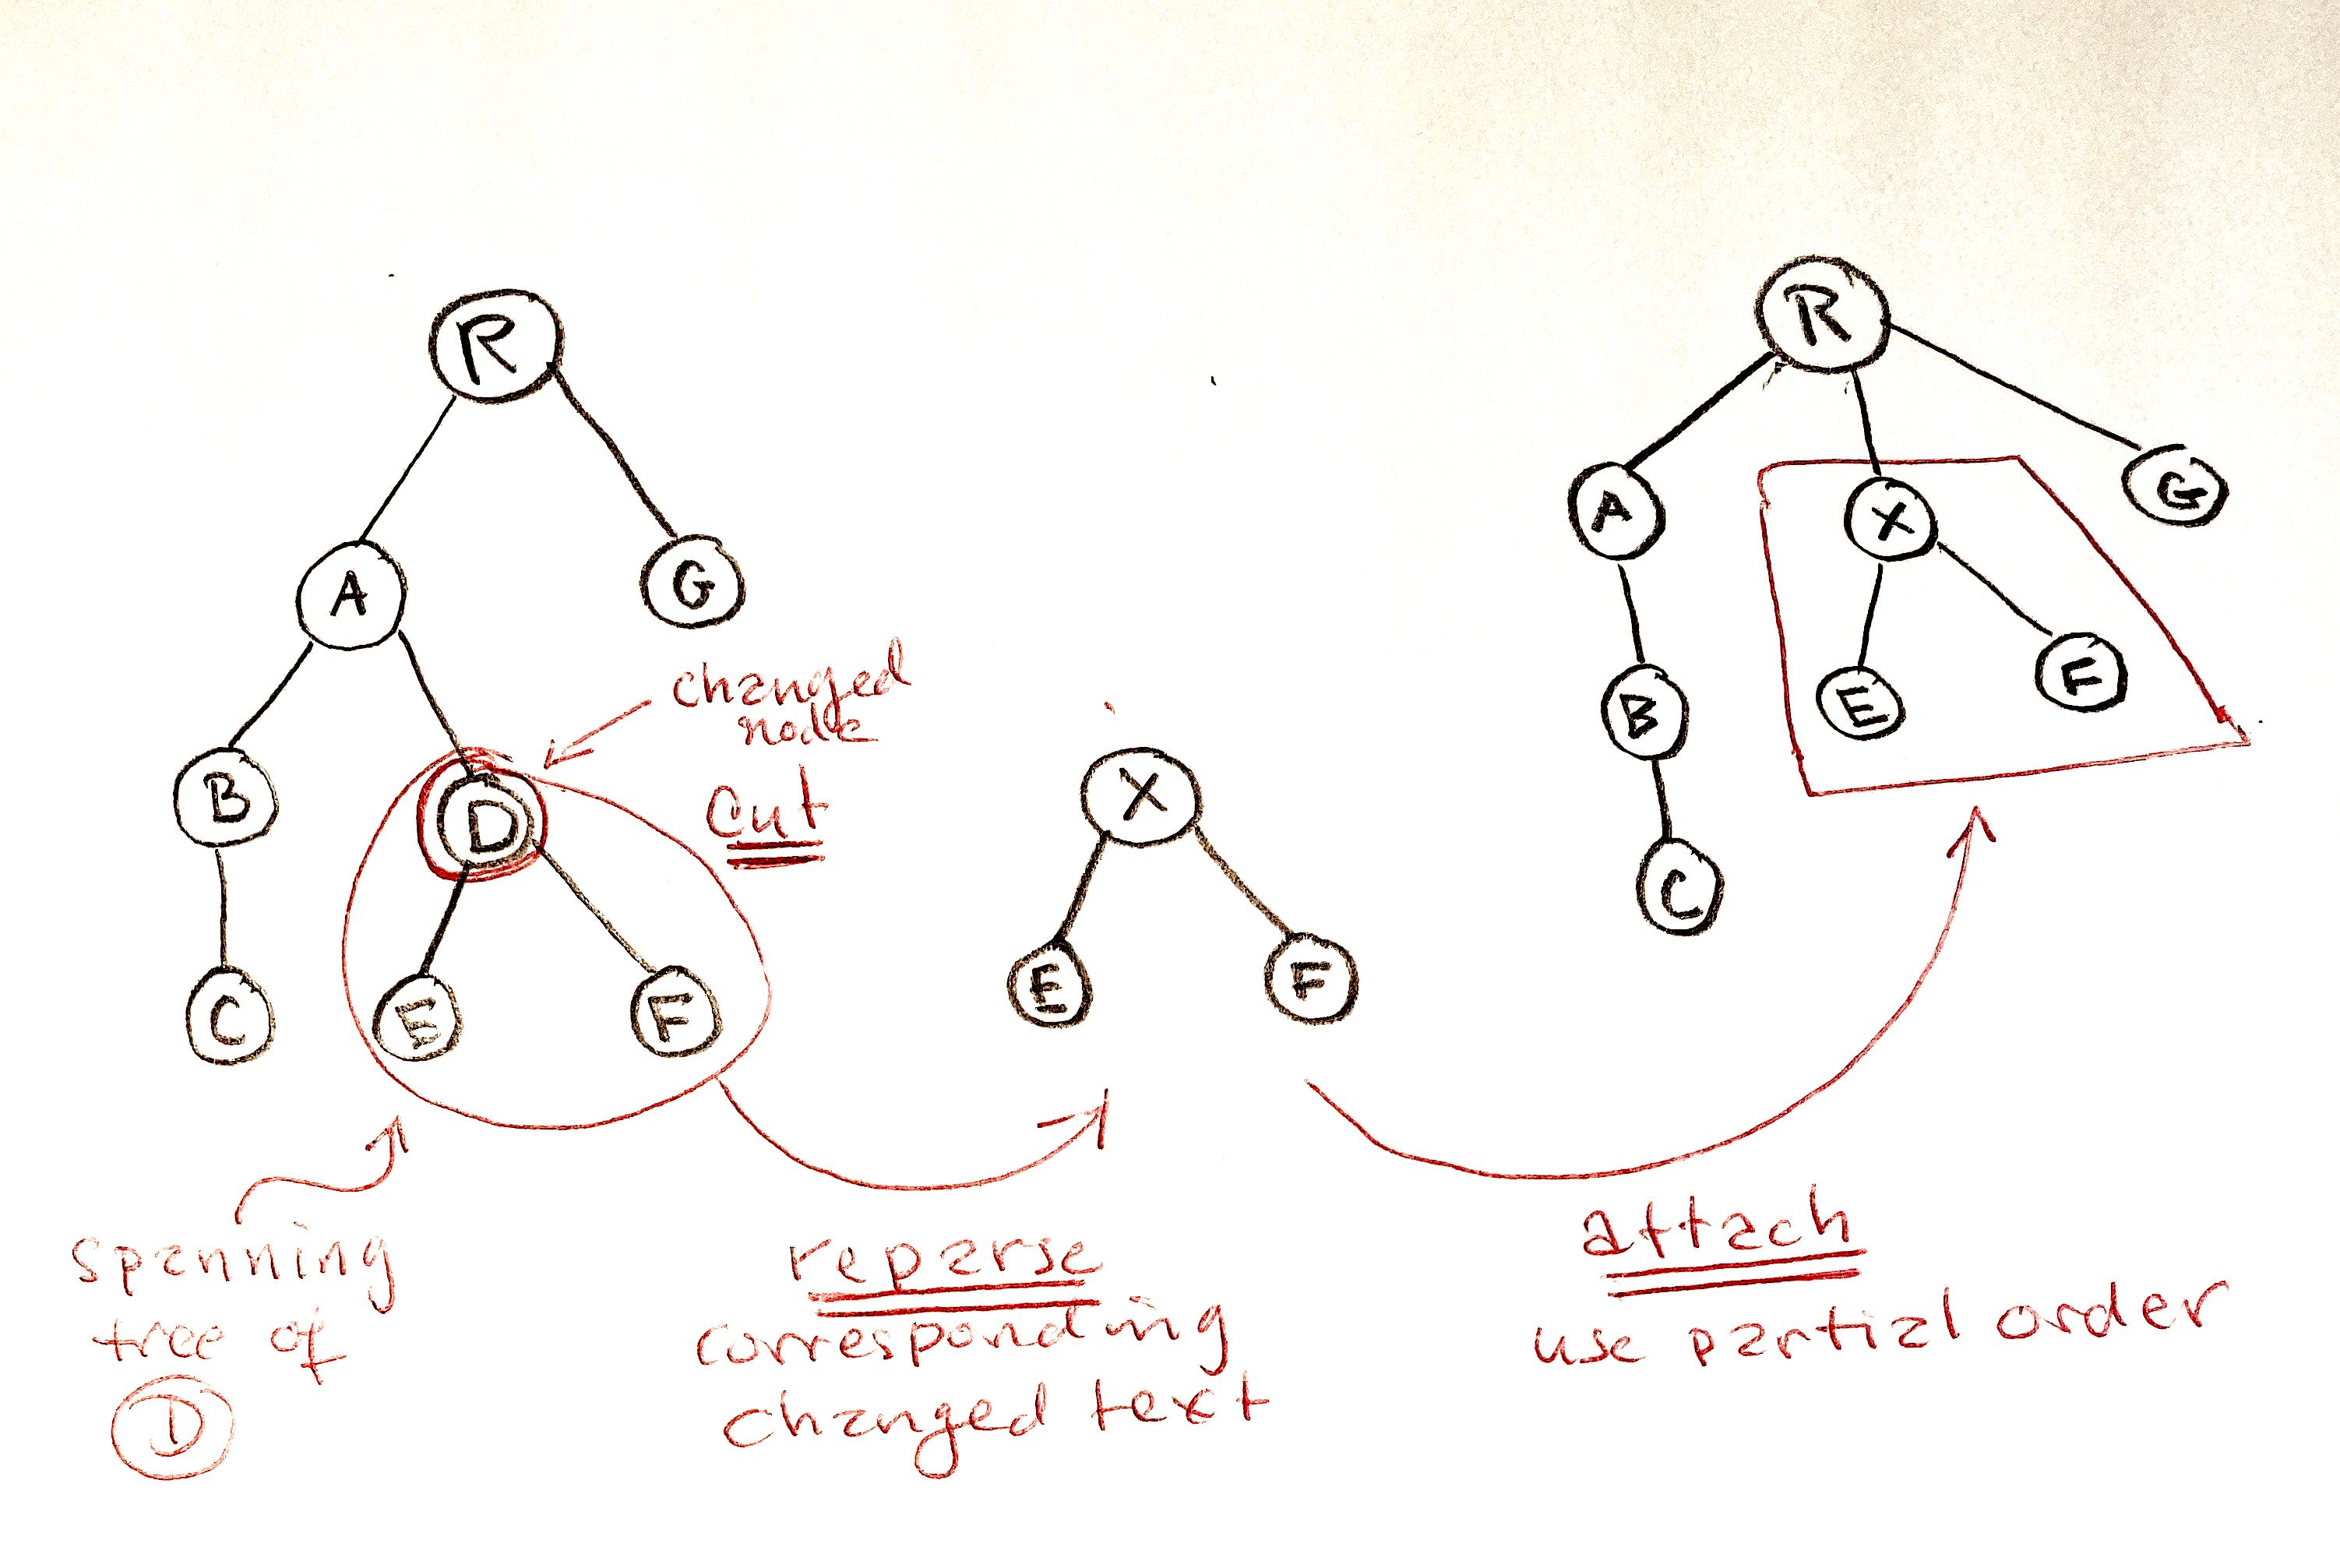 R
A
G
B
D
C
E
F
changed
node
cut
spanning
tree of
D
X
E
F
reparse
corresponding
changed text
R
A
X
G
B
E
F
C
attach
use partial order